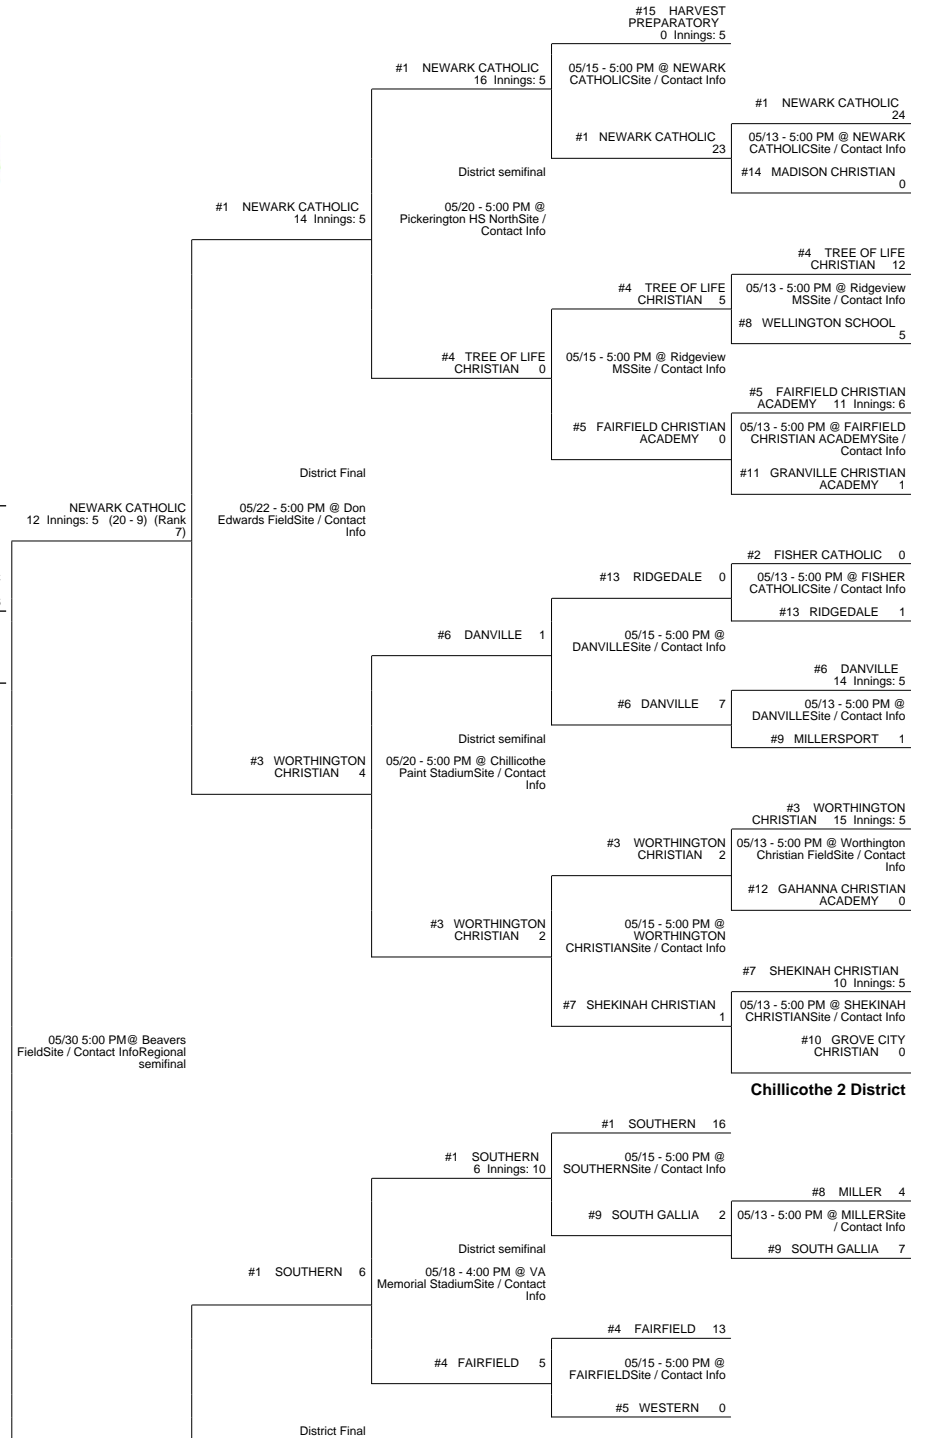 #15 HARVEST
PREPARATORY
0 Innings: 5
#1 NEWARK CATHOLIC
16 Innings: 5
05/15 - 5:00 PM @ NEWARK
CATHOLICSite / Contact Info
#1 NEWARK CATHOLIC
24
#1 NEWARK CATHOLIC
23
05/13 - 5:00 PM @ NEWARK
CATHOLICSite / Contact Info
District semifinal
#14 MADISON CHRISTIAN
0
#1 NEWARK CATHOLIC
14 Innings: 5
05/20 - 5:00 PM @
Pickerington HS NorthSite /
Contact Info
#4 TREE OF LIFE
CHRISTIAN 12
#4 TREE OF LIFE
CHRISTIAN 5
05/13 - 5:00 PM @ Ridgeview
MSSite / Contact Info
#8 WELLINGTON SCHOOL
5
#4 TREE OF LIFE
CHRISTIAN 0
05/15 - 5:00 PM @ Ridgeview
MSSite / Contact Info
#5 FAIRFIELD CHRISTIAN
ACADEMY 11 Innings: 6
#5 FAIRFIELD CHRISTIAN
ACADEMY 0
05/13 - 5:00 PM @ FAIRFIELD
CHRISTIAN ACADEMYSite /
Contact Info
District Final
#11 GRANVILLE CHRISTIAN
ACADEMY 1
NEWARK CATHOLIC
12 Innings: 5 (20 - 9) (Rank
7)
05/22 - 5:00 PM @ Don
Edwards FieldSite / Contact
Info
#2 FISHER CATHOLIC 0
#13 RIDGEDALE 0
05/13 - 5:00 PM @ FISHER
CATHOLICSite / Contact Info
#13 RIDGEDALE 1
#6 DANVILLE 1
05/15 - 5:00 PM @
DANVILLESite / Contact Info
#6 DANVILLE
14 Innings: 5
#6 DANVILLE 7
05/13 - 5:00 PM @
DANVILLESite / Contact Info
District semifinal
#9 MILLERSPORT 1
#3 WORTHINGTON
CHRISTIAN 4
05/20 - 5:00 PM @ Chillicothe
Paint StadiumSite / Contact
Info
#3 WORTHINGTON
CHRISTIAN 15 Innings: 5
#3 WORTHINGTON
CHRISTIAN 2
05/13 - 5:00 PM @ Worthington
Christian FieldSite / Contact
Info
#12 GAHANNA CHRISTIAN
ACADEMY 0
#3 WORTHINGTON
CHRISTIAN 2
05/15 - 5:00 PM @
WORTHINGTON
CHRISTIANSite / Contact Info
#7 SHEKINAH CHRISTIAN
10 Innings: 5
#7 SHEKINAH CHRISTIAN
1
05/13 - 5:00 PM @ SHEKINAH
CHRISTIANSite / Contact Info
#10 GROVE CITY
CHRISTIAN 0
05/30 5:00 PM@ Beavers
FieldSite / Contact InfoRegional
semifinal
Chillicothe 2 District
#1 SOUTHERN 16
#1 SOUTHERN
6 Innings: 10
05/15 - 5:00 PM @
SOUTHERNSite / Contact Info
#8 MILLER 4
#9 SOUTH GALLIA 2
05/13 - 5:00 PM @ MILLERSite
/ Contact Info
District semifinal
#9 SOUTH GALLIA 7
#1 SOUTHERN 6
05/18 - 4:00 PM @ VA
Memorial StadiumSite / Contact
Info
#4 FAIRFIELD 13
#4 FAIRFIELD 5
05/15 - 5:00 PM @
FAIRFIELDSite / Contact Info
#5 WESTERN 0
District Final